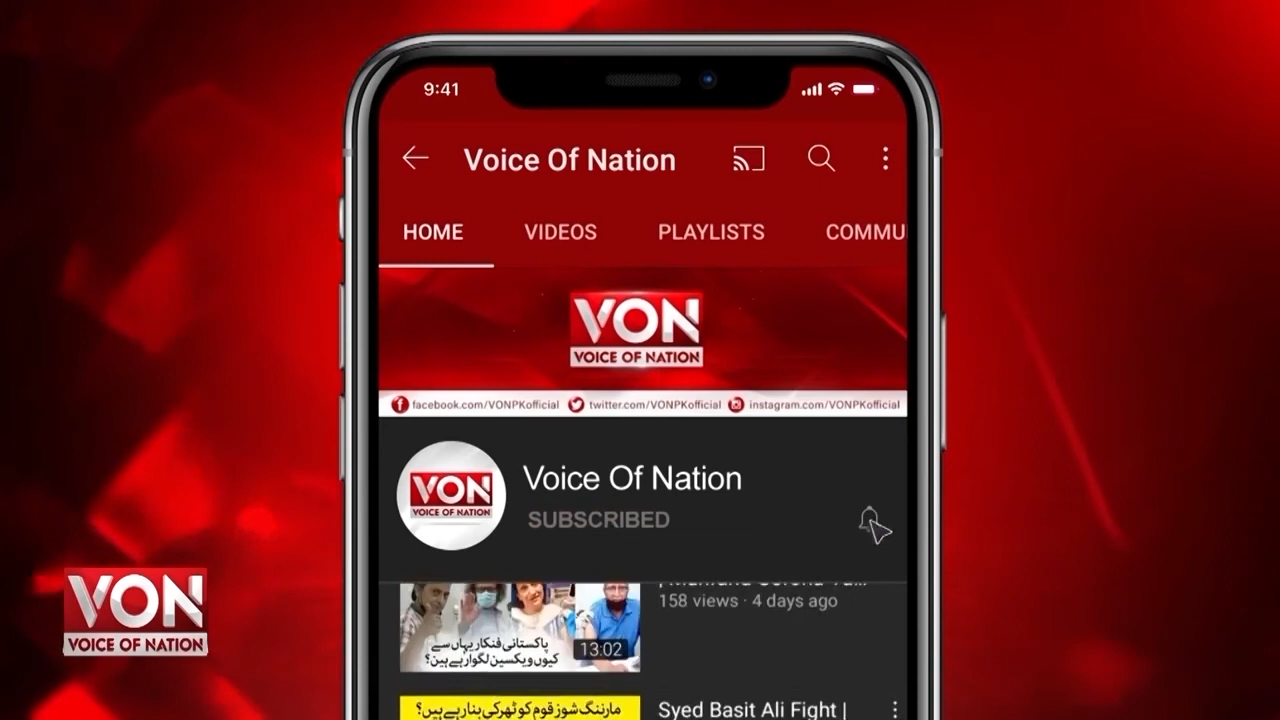 9:41
Voice Of Nation
HOME VIDEOS PLAYLISTS COMMU
VON
VOICE OF NATION
facebook.com/VONPKofficial twitter.com/VONPKofficial instagram.com/VONPKofficial
VON
VOICE OF NATION
Voice Of Nation
SUBSCRIBED
158 views · 4 days ago
پاکستانی فنکار یہاں سے
کیوں ویکسین لگوا رہے ہیں؟
13:02
مارننگ شوز قوم کو ٹھرکی بنا رہے ہیں؟
Syed Basit Ali Fight |
VON
VOICE OF NATION